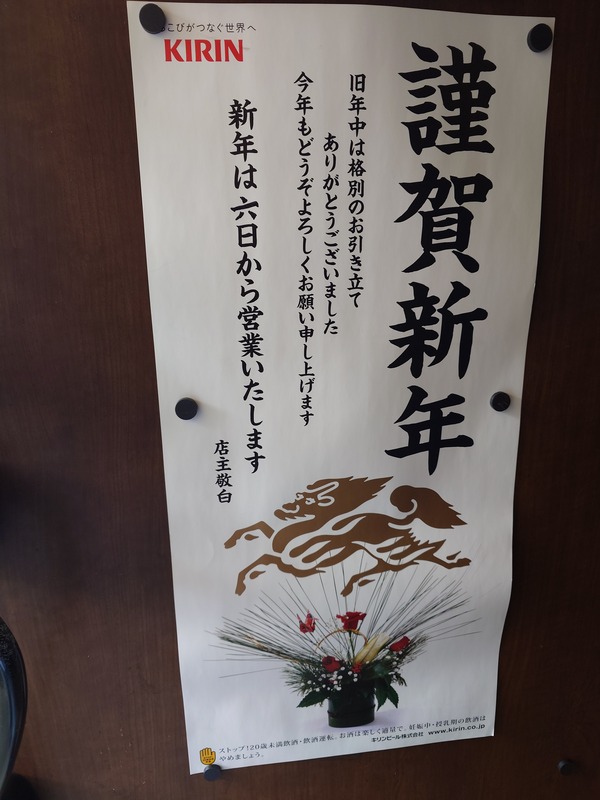 こびがつなぐ世界へ
KIRIN
謹賀新年
旧年中は格別のお引き立て
ありがとうございました
今年もどうぞよろしくお願い申し上げます
新年は六日から営業いたします
店主敬白
ストップ!20歳未満飲酒・飲酒運転。お酒は楽しく適量で。妊娠中・授乳期の飲酒は
やめましょう。
キリンビール株式会社 www.kirin.co.jp